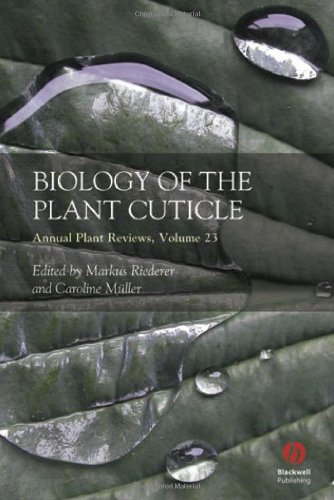 BIOLOGY OF THE
PLANT CUTICLE
Annual Plant Reviews, Volume 23
Edited by Markus Riederer
and Caroline Müller
Blackwell
Publishing